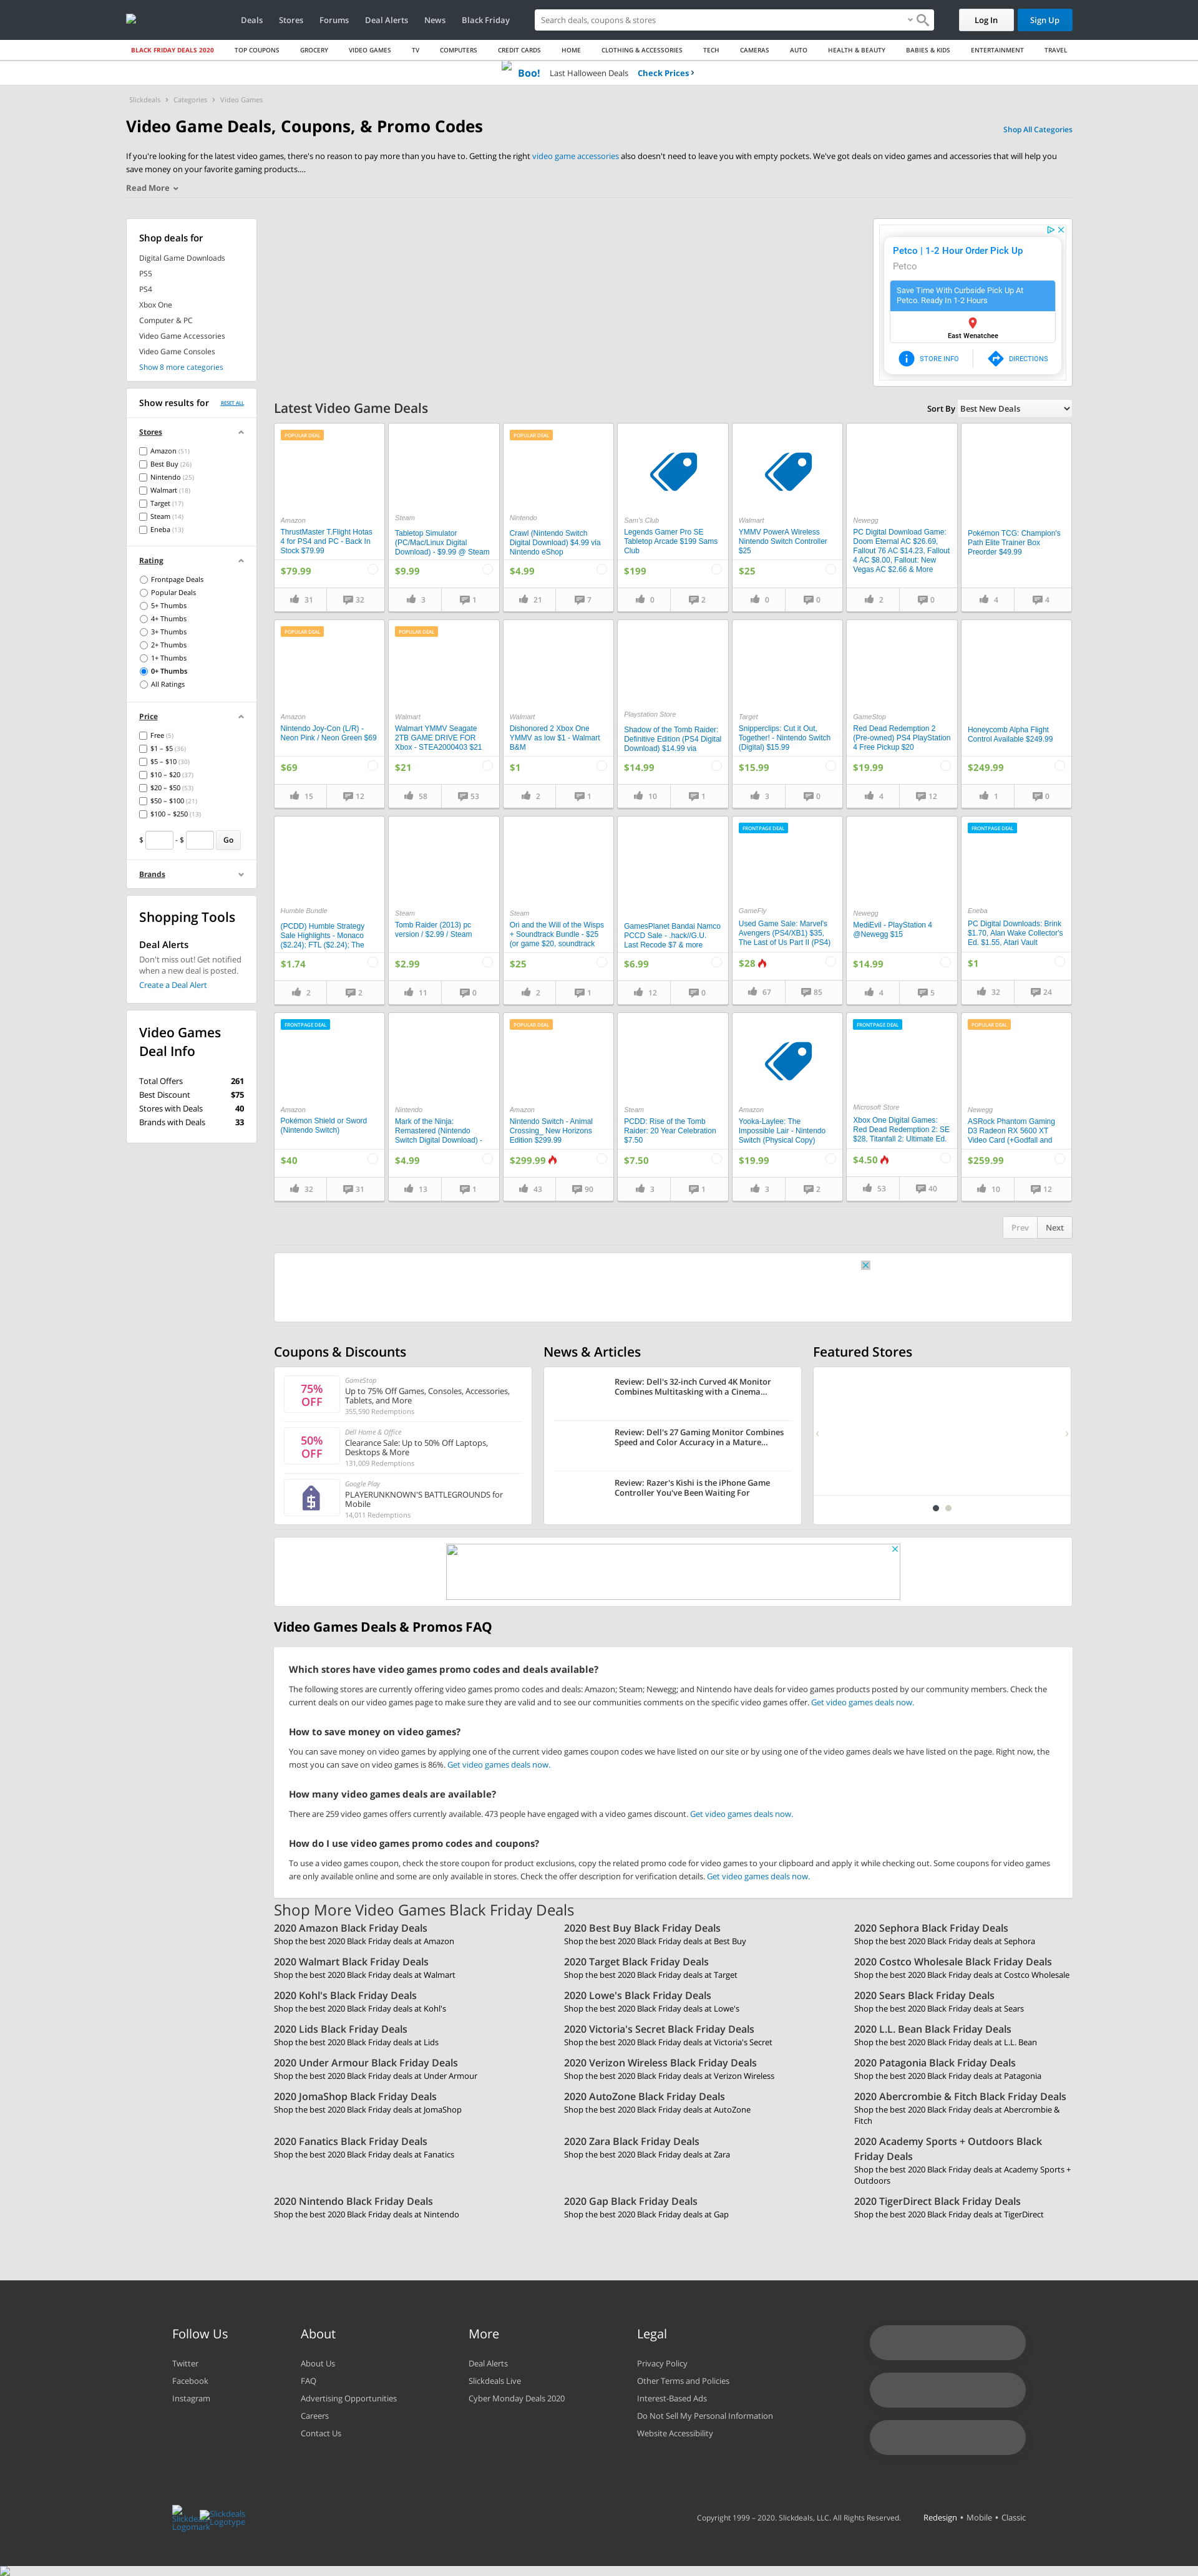 Deals Stores Forums Deal Alerts News Black Friday Search deals, coupons & stores Log In Sign Up
BLACK FRIDAY DEALS 2020 TOP COUPONS GROCERY VIDEO GAMES TV COMPUTERS CREDIT CARDS HOME CLOTHING & ACCESSORIES TECH CAMERAS AUTO HEALTH & BEAUTY BABIES & KIDS ENTERTAINMENT TRAVEL
Boo! Last Halloween Deals Check Prices
Slickdeals Categories Video Games
Video Game Deals, Coupons, & Promo Codes
Shop All Categories
If you're looking for the latest video games, there's no reason to pay more than you have to. Getting the right video game accessories also doesn't need to leave you with empty pockets. We've got deals on video games and accessories that will help you
save money on your favorite gaming products....
Read More
Shop deals for
Digital Game Downloads
PS5
PS4
Xbox One
Computer & PC
Video Game Accessories
Video Game Consoles
Show 8 more categories
Petco | 1-2 Hour Order Pick Up
Petco
Save Time With Curbside Pick Up At
Petco. Ready In 1-2 Hours
East Wenatchee
STORE INFO DIRECTIONS
Show results for RESET ALL
Stores
Amazon (51)
Best Buy (26)
Nintendo (25)
Walmart (18)
Target (17)
Steam (14)
Eneba (13)
Rating
Frontpage Deals
Popular Deals
5+ Thumbs
4+ Thumbs
3+ Thumbs
2+ Thumbs
1+ Thumbs
0+ Thumbs
All Ratings
Price
Free (5)
$1 – $5 (36)
$5 – $10 (30)
$10 – $20 (37)
$20 – $50 (53)
$50 – $100 (21)
$100 – $250 (13)
$ - $ Go
Brands
Shopping Tools
Deal Alerts
Don't miss out! Get notified
when a new deal is posted.
Create a Deal Alert
Video Games
Deal Info
Total Offers 261
Best Discount $75
Stores with Deals 40
Brands with Deals 33
Latest Video Game Deals
Sort By Best New Deals
POPULAR DEAL
Amazon
ThrustMaster T.Flight Hotas
4 for PS4 and PC - Back In
Stock $79.99
$79.99
31 32
Steam
Tabletop Simulator
(PC/Mac/Linux Digital
Download) - $9.99 @ Steam
$9.99
3 1
POPULAR DEAL
Nintendo
Crawl (Nintendo Switch
Digital Download) $4.99 via
Nintendo eShop
$4.99
21 7
Sam's Club
Legends Gamer Pro SE
Tabletop Arcade $199 Sams
Club
$199
0 2
Walmart
YMMV PowerA Wireless
Nintendo Switch Controller
$25
$25
0 0
Newegg
PC Digital Download Game:
Doom Eternal AC $26.69,
Fallout 76 AC $14.23, Fallout
4 AC $8.00, Fallout: New
Vegas AC $2.66 & More
2 0
Pokémon TCG: Champion's
Path Elite Trainer Box
Preorder $49.99
4 4
POPULAR DEAL
Amazon
Nintendo Joy-Con (L/R) -
Neon Pink / Neon Green $69
$69
15 12
POPULAR DEAL
Walmart
Walmart YMMV Seagate
2TB GAME DRIVE FOR
Xbox - STEA2000403 $21
$21
58 53
Walmart
Dishonored 2 Xbox One
YMMV as low $1 - Walmart
B&M
$1
2 1
Playstation Store
Shadow of the Tomb Raider:
Definitive Edition (PS4 Digital
Download) $14.99 via
$14.99
10 1
Target
Snipperclips: Cut it Out,
Together! - Nintendo Switch
(Digital) $15.99
$15.99
3 0
GameStop
Red Dead Redemption 2
(Pre-owned) PS4 PlayStation
4 Free Pickup $20
$19.99
4 12
Honeycomb Alpha Flight
Control Available $249.99
$249.99
1 0
Humble Bundle
(PCDD) Humble Strategy
Sale Highlights - Monaco
($2.24); FTL ($2.24); The
$1.74
2 2
Steam
Tomb Raider (2013) pc
version / $2.99 / Steam
$2.99
11 0
Steam
Ori and the Will of the Wisps
+ Soundtrack Bundle - $25
(or game $20, soundtrack
$25
2 1
GamesPlanet Bandai Namco
PCCD Sale - .hack//G.U.
Last Recode $7 & more
$6.99
12 0
FRONTPAGE DEAL
GameFly
Used Game Sale: Marvel's
Avengers (PS4/XB1) $35,
The Last of Us Part II (PS4)
$28
67 85
Newegg
MediEvil - PlayStation 4
@Newegg $15
$14.99
4 5
FRONTPAGE DEAL
Eneba
PC Digital Downloads: Brink
$1.70, Alan Wake Collector's
Ed. $1.55, Atari Vault
$1
32 24
FRONTPAGE DEAL
Amazon
Pokémon Shield or Sword
(Nintendo Switch)
$40
32 31
Nintendo
Mark of the Ninja:
Remastered (Nintendo
Switch Digital Download) -
$4.99
13 1
POPULAR DEAL
Amazon
Nintendo Switch - Animal
Crossing_ New Horizons
Edition $299.99
$299.99
43 90
Steam
PCDD: Rise of the Tomb
Raider: 20 Year Celebration
$7.50
$7.50
3 1
Amazon
Yooka-Laylee: The
Impossible Lair - Nintendo
Switch (Physical Copy)
$19.99
3 2
FRONTPAGE DEAL
Microsoft Store
Xbox One Digital Games:
Red Dead Redemption 2: SE
$28, Titanfall 2: Ultimate Ed.
$4.50
53 40
POPULAR DEAL
Newegg
ASRock Phantom Gaming
D3 Radeon RX 5600 XT
Video Card (+Godfall and
$259.99
10 12
Prev Next
Coupons & Discounts
75%
OFF
GameStop
Up to 75% Off Games, Consoles, Accessories,
Tablets, and More
355,590 Redemptions
50%
OFF
Dell Home & Office
Clearance Sale: Up to 50% Off Laptops,
Desktops & More
131,009 Redemptions
Google Play
PLAYERUNKNOWN'S BATTLEGROUNDS for
Mobile
14,011 Redemptions
News & Articles
Review: Dell's 32-inch Curved 4K Monitor
Combines Multitasking with a Cinema...
Review: Dell's 27 Gaming Monitor Combines
Speed and Color Accuracy in a Mature...
Review: Razer's Kishi is the iPhone Game
Controller You've Been Waiting For
Featured Stores
Video Games Deals & Promos FAQ
Which stores have video games promo codes and deals available?
The following stores are currently offering video games promo codes and deals: Amazon; Steam; Newegg; and Nintendo have deals for video games products posted by our community members. Check the
current deals on our video games page to make sure they are valid and to see our communities comments on the specific video games offer. Get video games deals now.
How to save money on video games?
You can save money on video games by applying one of the current video games coupon codes we have listed on our site or by using one of the video games deals we have listed on the page. Right now, the
most you can save on video games is 86%. Get video games deals now.
How many video games deals are available?
There are 259 video games offers currently available. 473 people have engaged with a video games discount. Get video games deals now.
How do I use video games promo codes and coupons?
To use a video games coupon, check the store coupon for product exclusions, copy the related promo code for video games to your clipboard and apply it while checking out. Some coupons for video games
are only available online and some are only available in stores. Check the offer description for verification details. Get video games deals now.
Shop More Video Games Black Friday Deals
2020 Amazon Black Friday Deals
Shop the best 2020 Black Friday deals at Amazon
2020 Best Buy Black Friday Deals
Shop the best 2020 Black Friday deals at Best Buy
2020 Sephora Black Friday Deals
Shop the best 2020 Black Friday deals at Sephora
2020 Walmart Black Friday Deals
Shop the best 2020 Black Friday deals at Walmart
2020 Target Black Friday Deals
Shop the best 2020 Black Friday deals at Target
2020 Costco Wholesale Black Friday Deals
Shop the best 2020 Black Friday deals at Costco Wholesale
2020 Kohl's Black Friday Deals
Shop the best 2020 Black Friday deals at Kohl's
2020 Lowe's Black Friday Deals
Shop the best 2020 Black Friday deals at Lowe's
2020 Sears Black Friday Deals
Shop the best 2020 Black Friday deals at Sears
2020 Lids Black Friday Deals
Shop the best 2020 Black Friday deals at Lids
2020 Victoria's Secret Black Friday Deals
Shop the best 2020 Black Friday deals at Victoria's Secret
2020 L.L. Bean Black Friday Deals
Shop the best 2020 Black Friday deals at L.L. Bean
2020 Under Armour Black Friday Deals
Shop the best 2020 Black Friday deals at Under Armour
2020 Verizon Wireless Black Friday Deals
Shop the best 2020 Black Friday deals at Verizon Wireless
2020 Patagonia Black Friday Deals
Shop the best 2020 Black Friday deals at Patagonia
2020 JomaShop Black Friday Deals
Shop the best 2020 Black Friday deals at JomaShop
2020 AutoZone Black Friday Deals
Shop the best 2020 Black Friday deals at AutoZone
2020 Abercrombie & Fitch Black Friday Deals
Shop the best 2020 Black Friday deals at Abercrombie &
Fitch
2020 Fanatics Black Friday Deals
Shop the best 2020 Black Friday deals at Fanatics
2020 Zara Black Friday Deals
Shop the best 2020 Black Friday deals at Zara
2020 Academy Sports + Outdoors Black
Friday Deals
Shop the best 2020 Black Friday deals at Academy Sports +
Outdoors
2020 Nintendo Black Friday Deals
Shop the best 2020 Black Friday deals at Nintendo
2020 Gap Black Friday Deals
Shop the best 2020 Black Friday deals at Gap
2020 TigerDirect Black Friday Deals
Shop the best 2020 Black Friday deals at TigerDirect
Follow Us
Twitter
Facebook
Instagram
About
About Us
FAQ
Advertising Opportunities
Careers
Contact Us
More
Deal Alerts
Slickdeals Live
Cyber Monday Deals 2020
Legal
Privacy Policy
Other Terms and Policies
Interest-Based Ads
Do Not Sell My Personal Information
Website Accessibility
Slickdeals
Logomark
Slickdeals
Logotype
Copyright 1999 – 2020. Slickdeals, LLC. All Rights Reserved. Redesign • Mobile • Classic